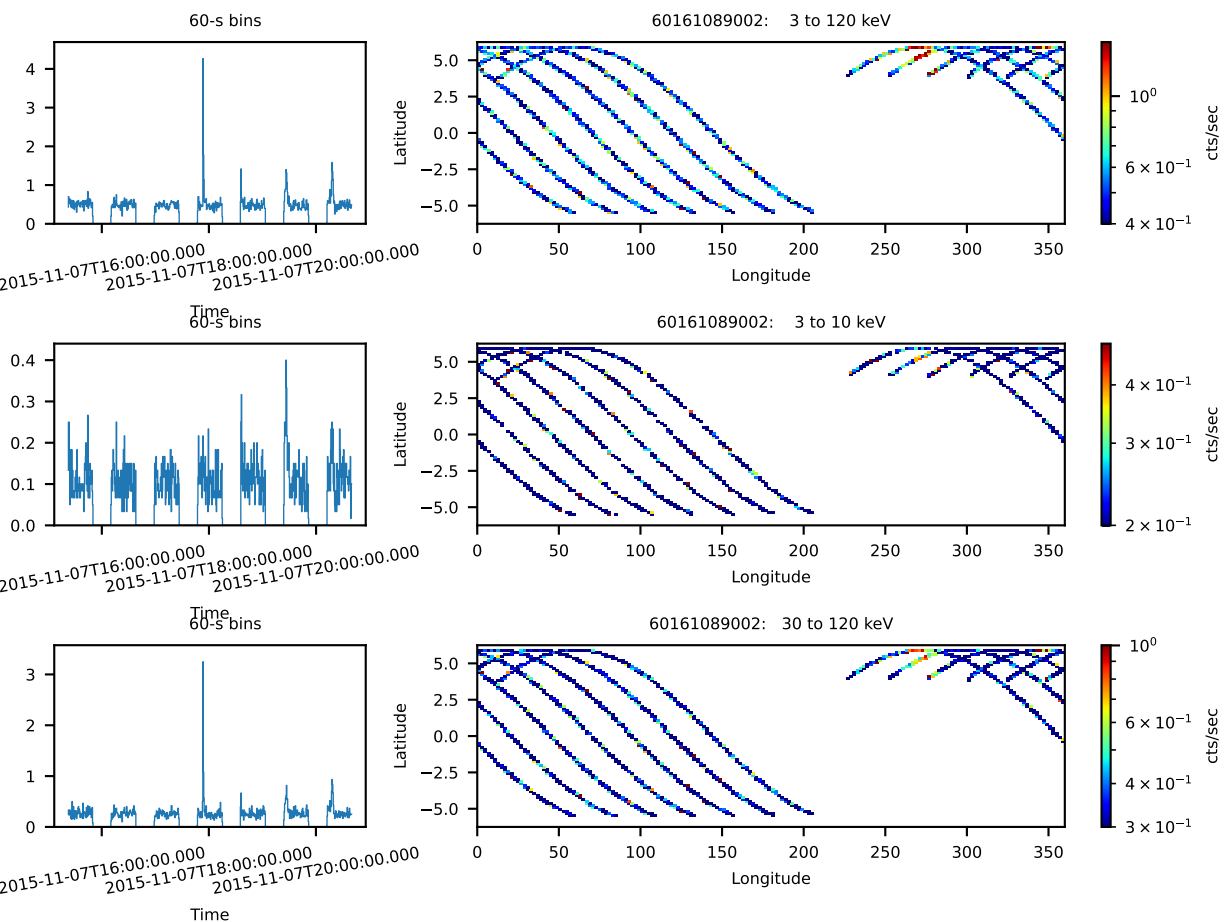 60-s bins
60161089002:    3 to 120 keV
4
3
2
1
0
2015-11-07T16:00:00.000
2015-11-07T18:00:00.000
2015-11-07T20:00:00.000
Time
Latitude
5.0
2.5
0.0
−2.5
−5.0
0 50 100 150 200 250 300 350
Longitude
10⁰
6 × 10⁻¹
4 × 10⁻¹
cts/sec
60-s bins
60161089002:    3 to 10 keV
0.4
0.3
0.2
0.1
0.0
2015-11-07T16:00:00.000
2015-11-07T18:00:00.000
2015-11-07T20:00:00.000
Time
Latitude
5.0
2.5
0.0
−2.5
−5.0
0 50 100 150 200 250 300 350
Longitude
4 × 10⁻¹
3 × 10⁻¹
2 × 10⁻¹
cts/sec
60-s bins
60161089002:   30 to 120 keV
3
2
1
0
2015-11-07T16:00:00.000
2015-11-07T18:00:00.000
2015-11-07T20:00:00.000
Time
Latitude
5.0
2.5
0.0
−2.5
−5.0
0 50 100 150 200 250 300 350
Longitude
10⁰
6 × 10⁻¹
4 × 10⁻¹
3 × 10⁻¹
cts/sec